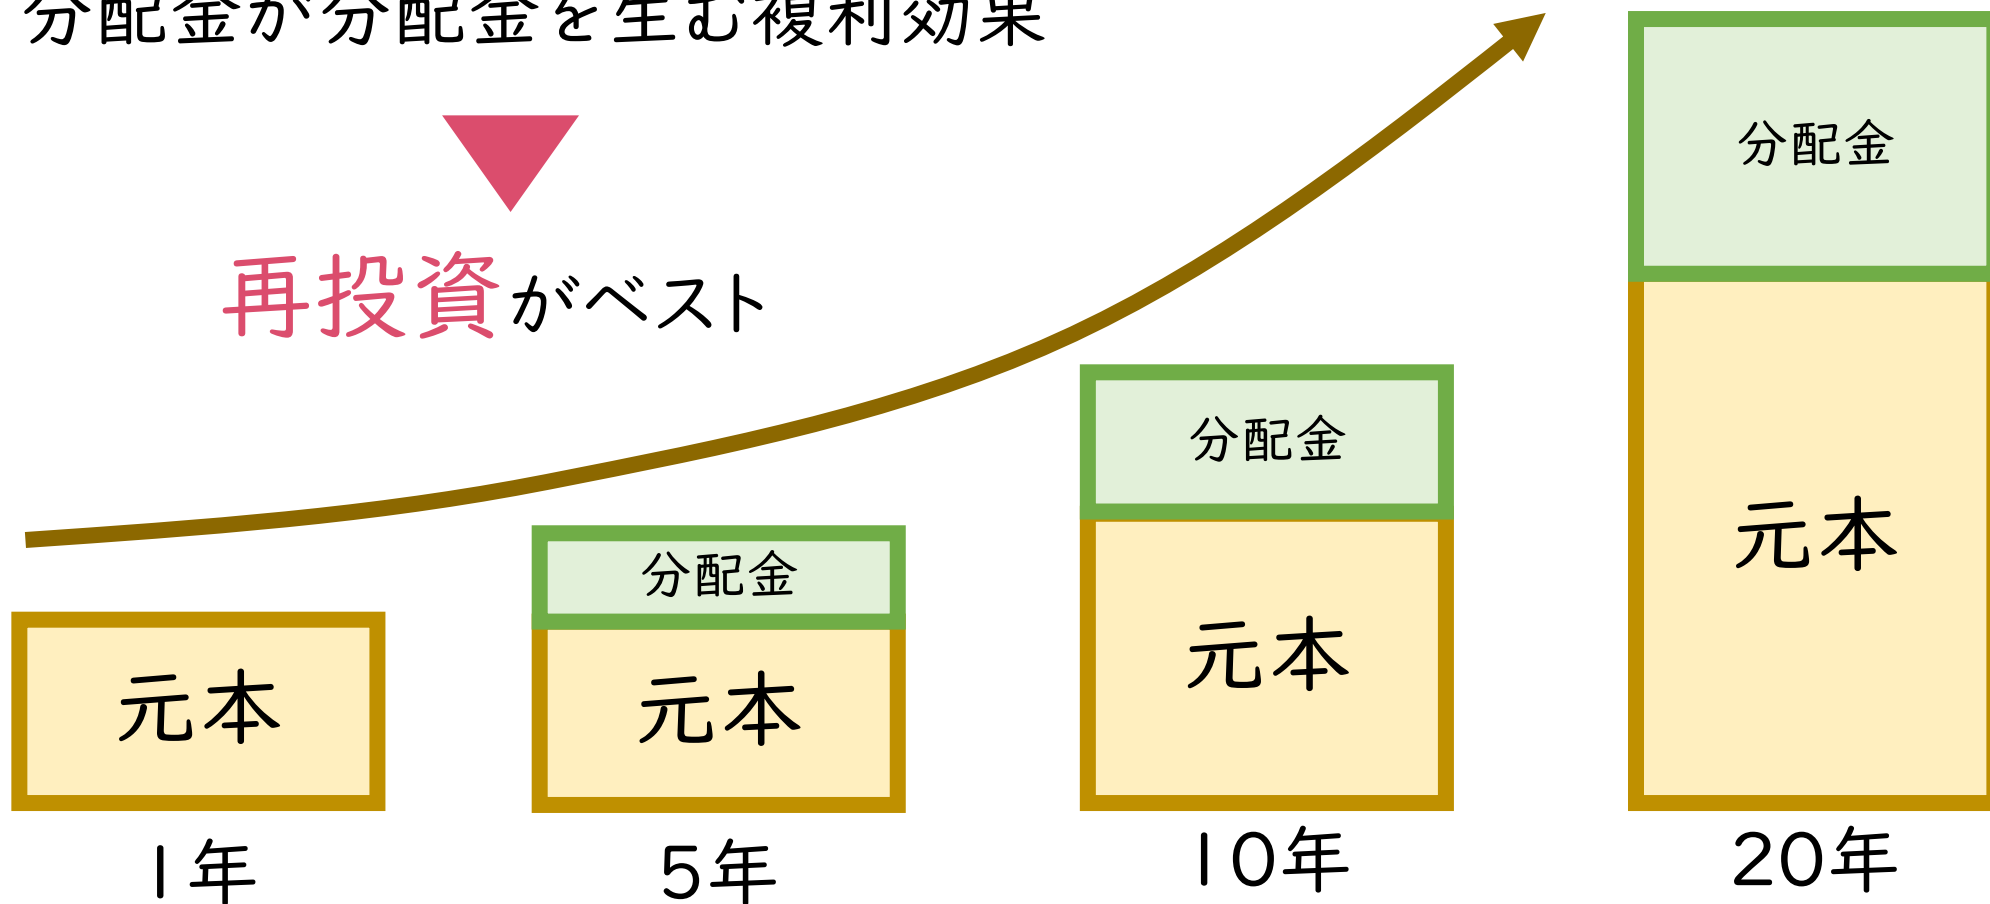 分配金が分配金を生む複利効果
再投資がベスト
分配金
元本
20年
分配金
元本
10年
分配金
元本
5年
元本
1年